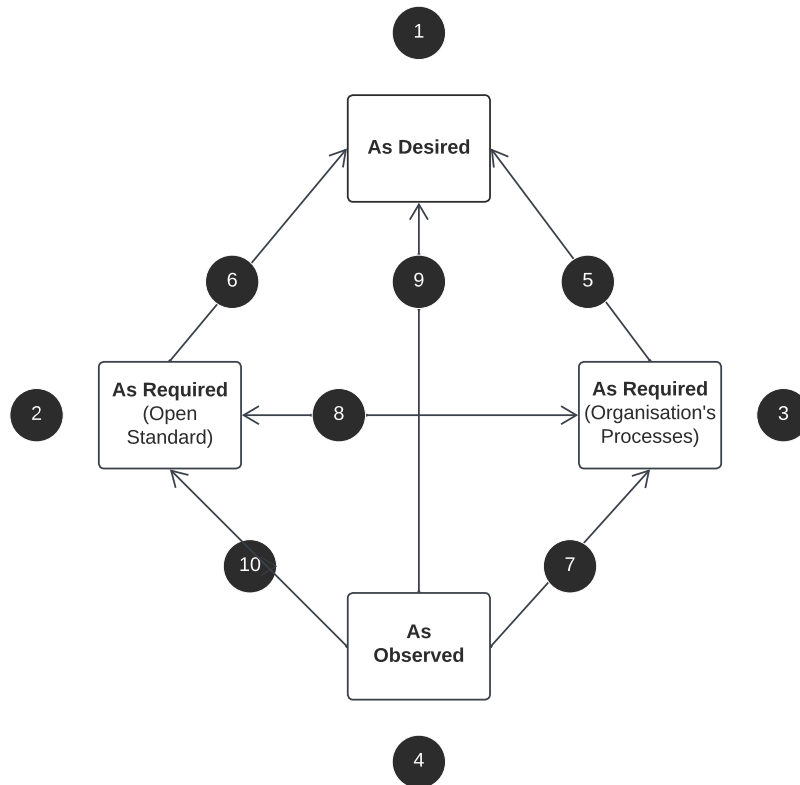 1
As Desired
6
9
5
As Required
(Open
Standard)
As Required
(Organisation's
Processes)
2
8
3
10
7
As
Observed
4